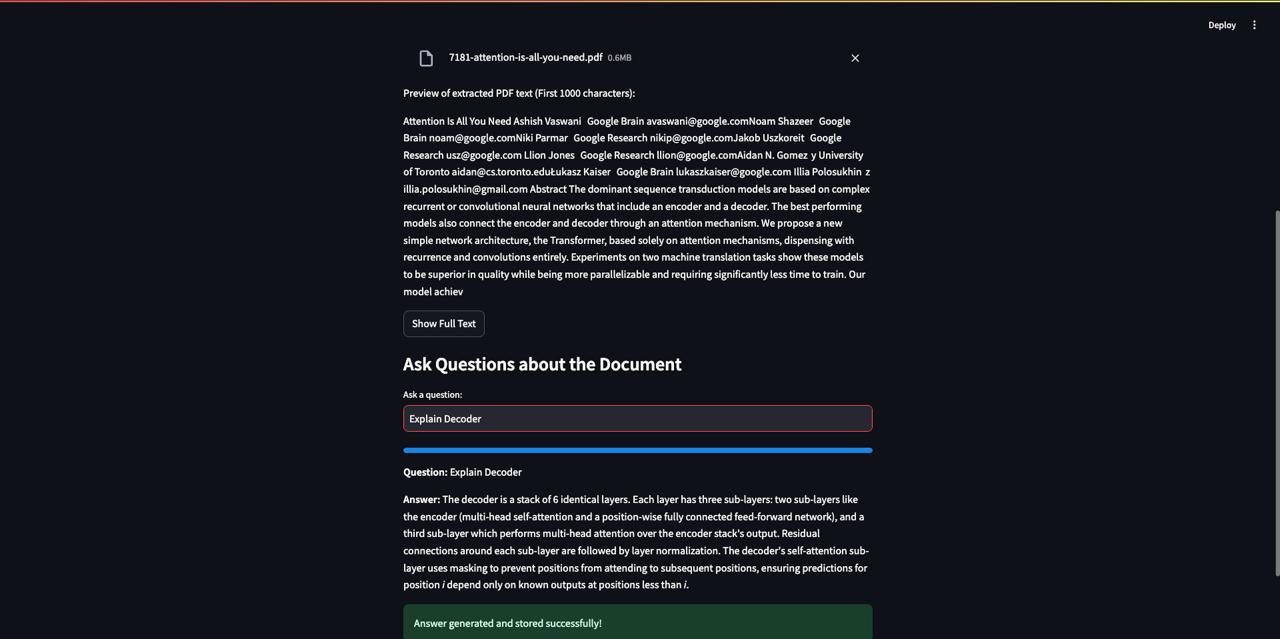 Deploy
7181-attention-is-all-you-need.pdf 0.6MB
Preview of extracted PDF text (First 1000 characters):
Attention Is All You Need Ashish Vaswani Google Brain avaswani@google.comNoam Shazeer Google
Brain noam@google.comNiki Parmar Google Research nikip@google.comJakob Uszkoreit Google
Research usz@google.com Llion Jones Google Research llion@google.comAidan N. Gomez y University
of Toronto aidan@cs.toronto.eduŁukasz Kaiser Google Brain lukaszkaiser@google.com Illia Polosukhin z
illia.polosukhin@gmail.com Abstract The dominant sequence transduction models are based on complex
recurrent or convolutional neural networks that include an encoder and a decoder. The best performing
models also connect the encoder and decoder through an attention mechanism. We propose a new
simple network architecture, the Transformer, based solely on attention mechanisms, dispensing with
recurrence and convolutions entirely. Experiments on two machine translation tasks show these models
to be superior in quality while being more parallelizable and requiring significantly less time to train. Our
model achiev
Show Full Text
Ask Questions about the Document
Ask a question:
Explain Decoder
Question: Explain Decoder
Answer: The decoder is a stack of 6 identical layers. Each layer has three sub-layers: two sub-layers like
the encoder (multi-head self-attention and a position-wise fully connected feed-forward network), and a
third sub-layer which performs multi-head attention over the encoder stack's output. Residual
connections around each sub-layer are followed by layer normalization. The decoder's self-attention sub-
layer uses masking to prevent positions from attending to subsequent positions, ensuring predictions for
position i depend only on known outputs at positions less than i.
Answer generated and stored successfully!